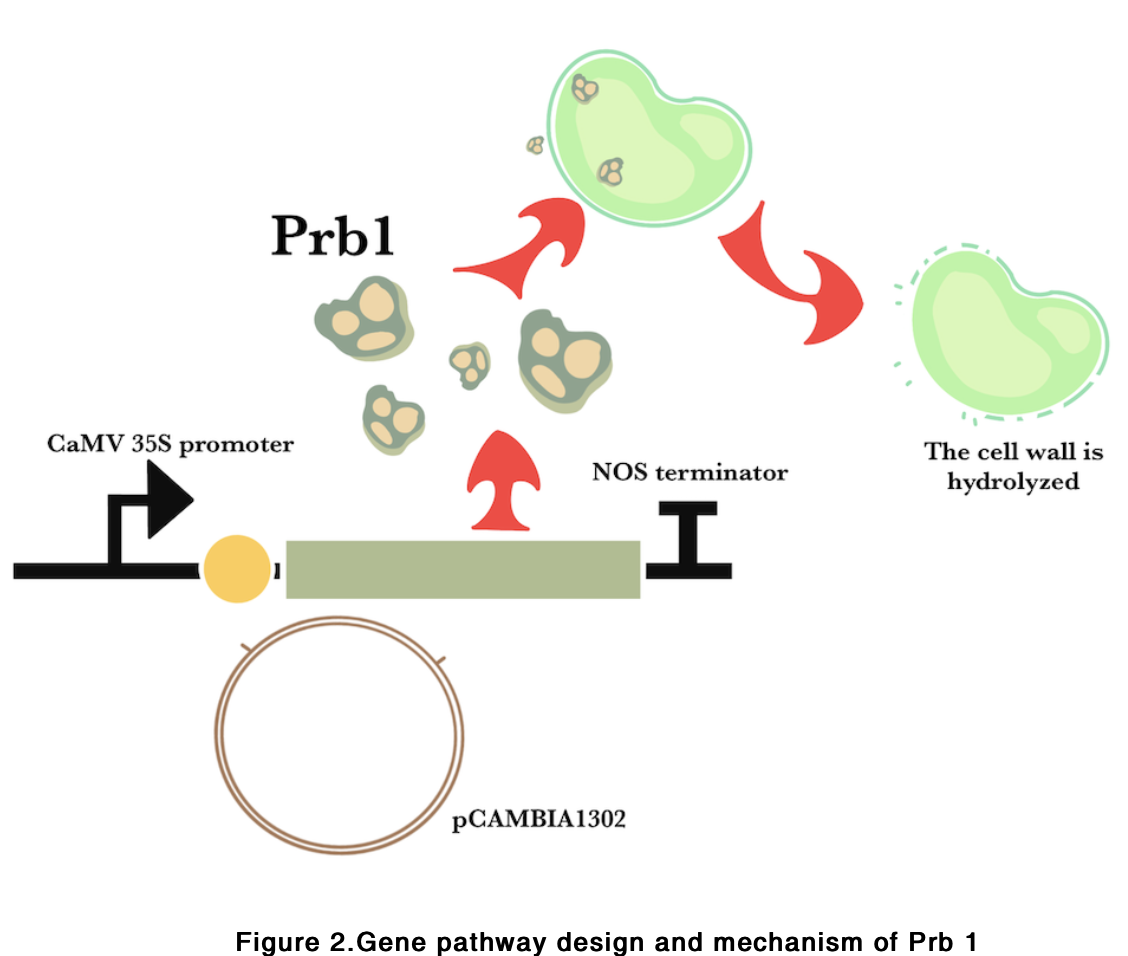 Prb1
CaMV 35S promoter
NOS terminator
The cell wall is
hydrolyzed
pCAMBIA1302
Figure 2.Gene pathway design and mechanism of Prb 1